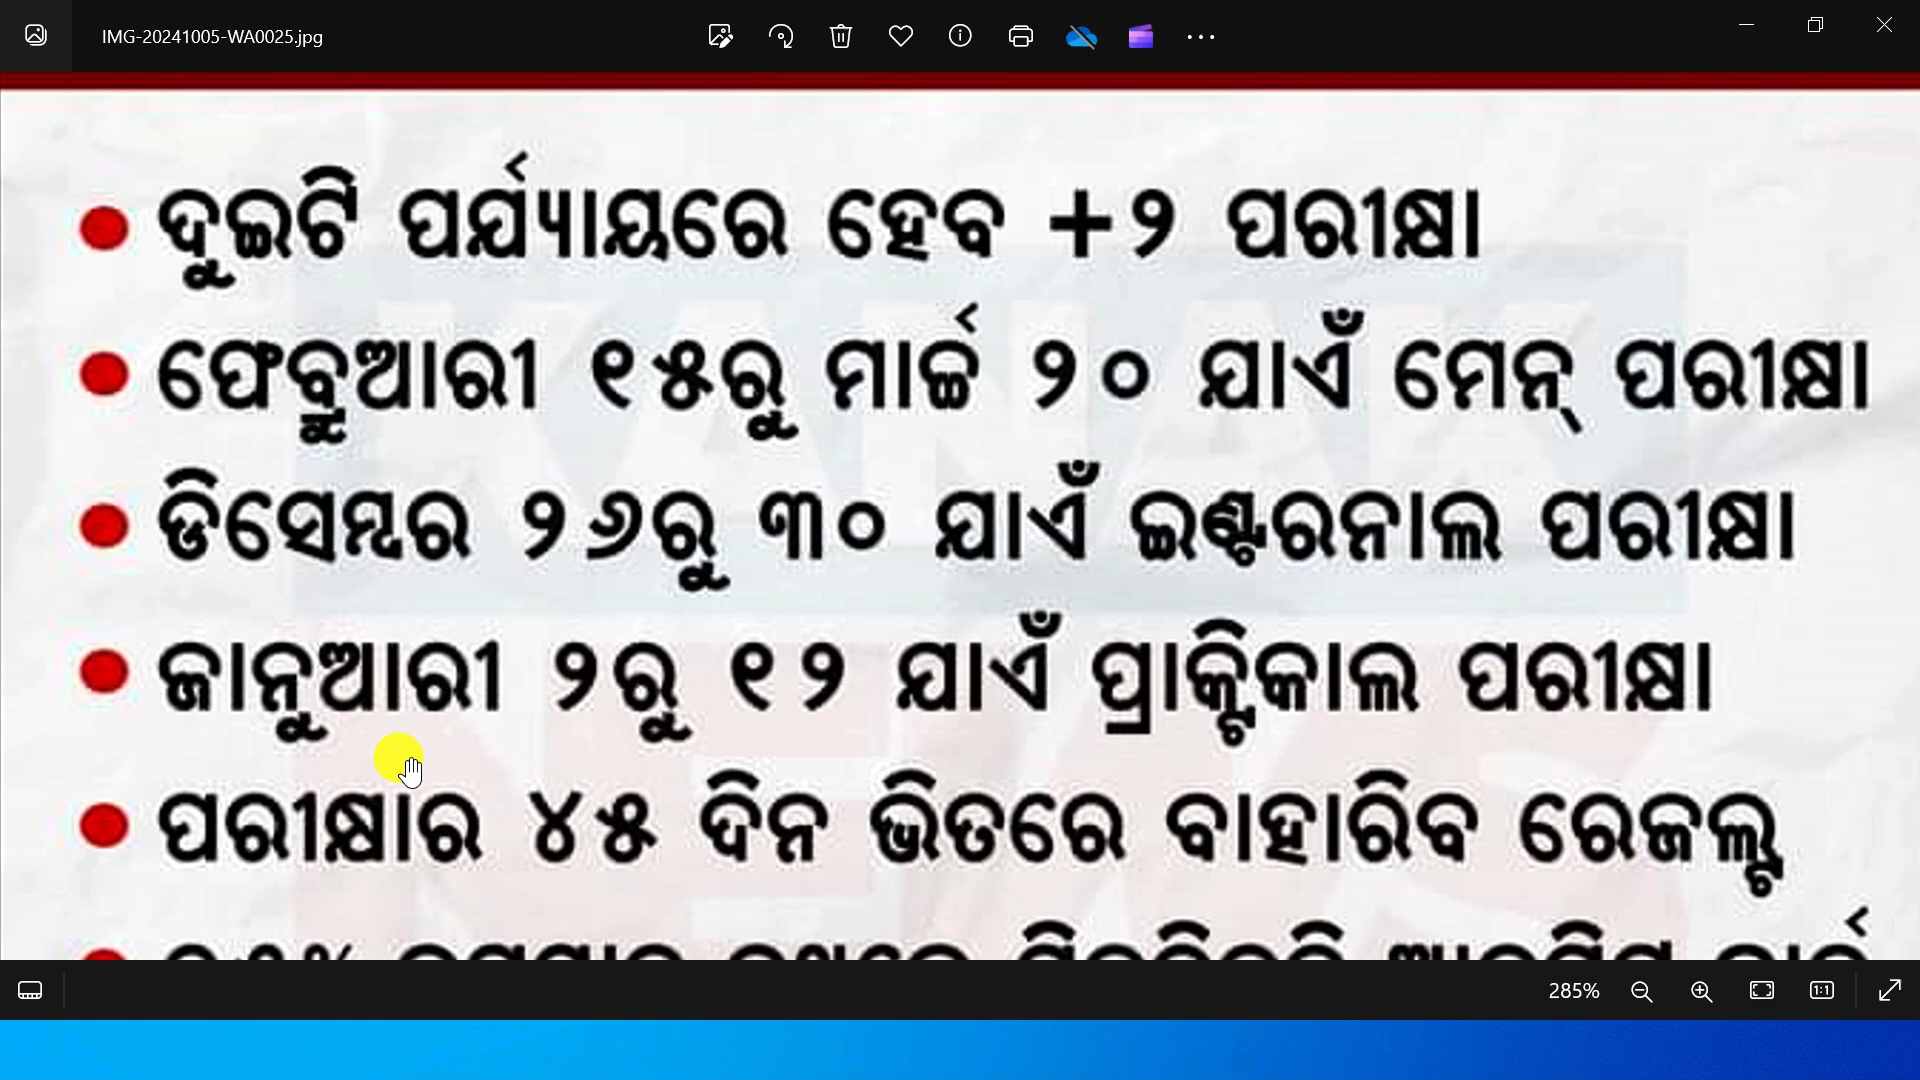 IMG-20241005-WA0025.jpg
ଦୁଇଟି ପର୍ଯ୍ୟାୟରେ ହେବ +୨ ପରୀକ୍ଷା
ଫେବୃଆରୀ ୧୫ରୁ ମାର୍ଚ୍ଚ ୨୦ ଯାଏଁ ମେନ୍ ପରୀକ୍ଷା
ଡିସେମ୍ବର ୨୬ରୁ ୩୦ ଯାଏଁ ଇଣ୍ଟରନାଲ ପରୀକ୍ଷା
ଜାନୁଆରୀ ୨ରୁ ୧୨ ଯାଏଁ ପ୍ରାକ୍ଟିକାଲ ପରୀକ୍ଷା
ପରୀକ୍ଷାର ୪୫ ଦିନ ଭିତରେ ବାହାରିବ ରେଜଲ୍ଟ
285%